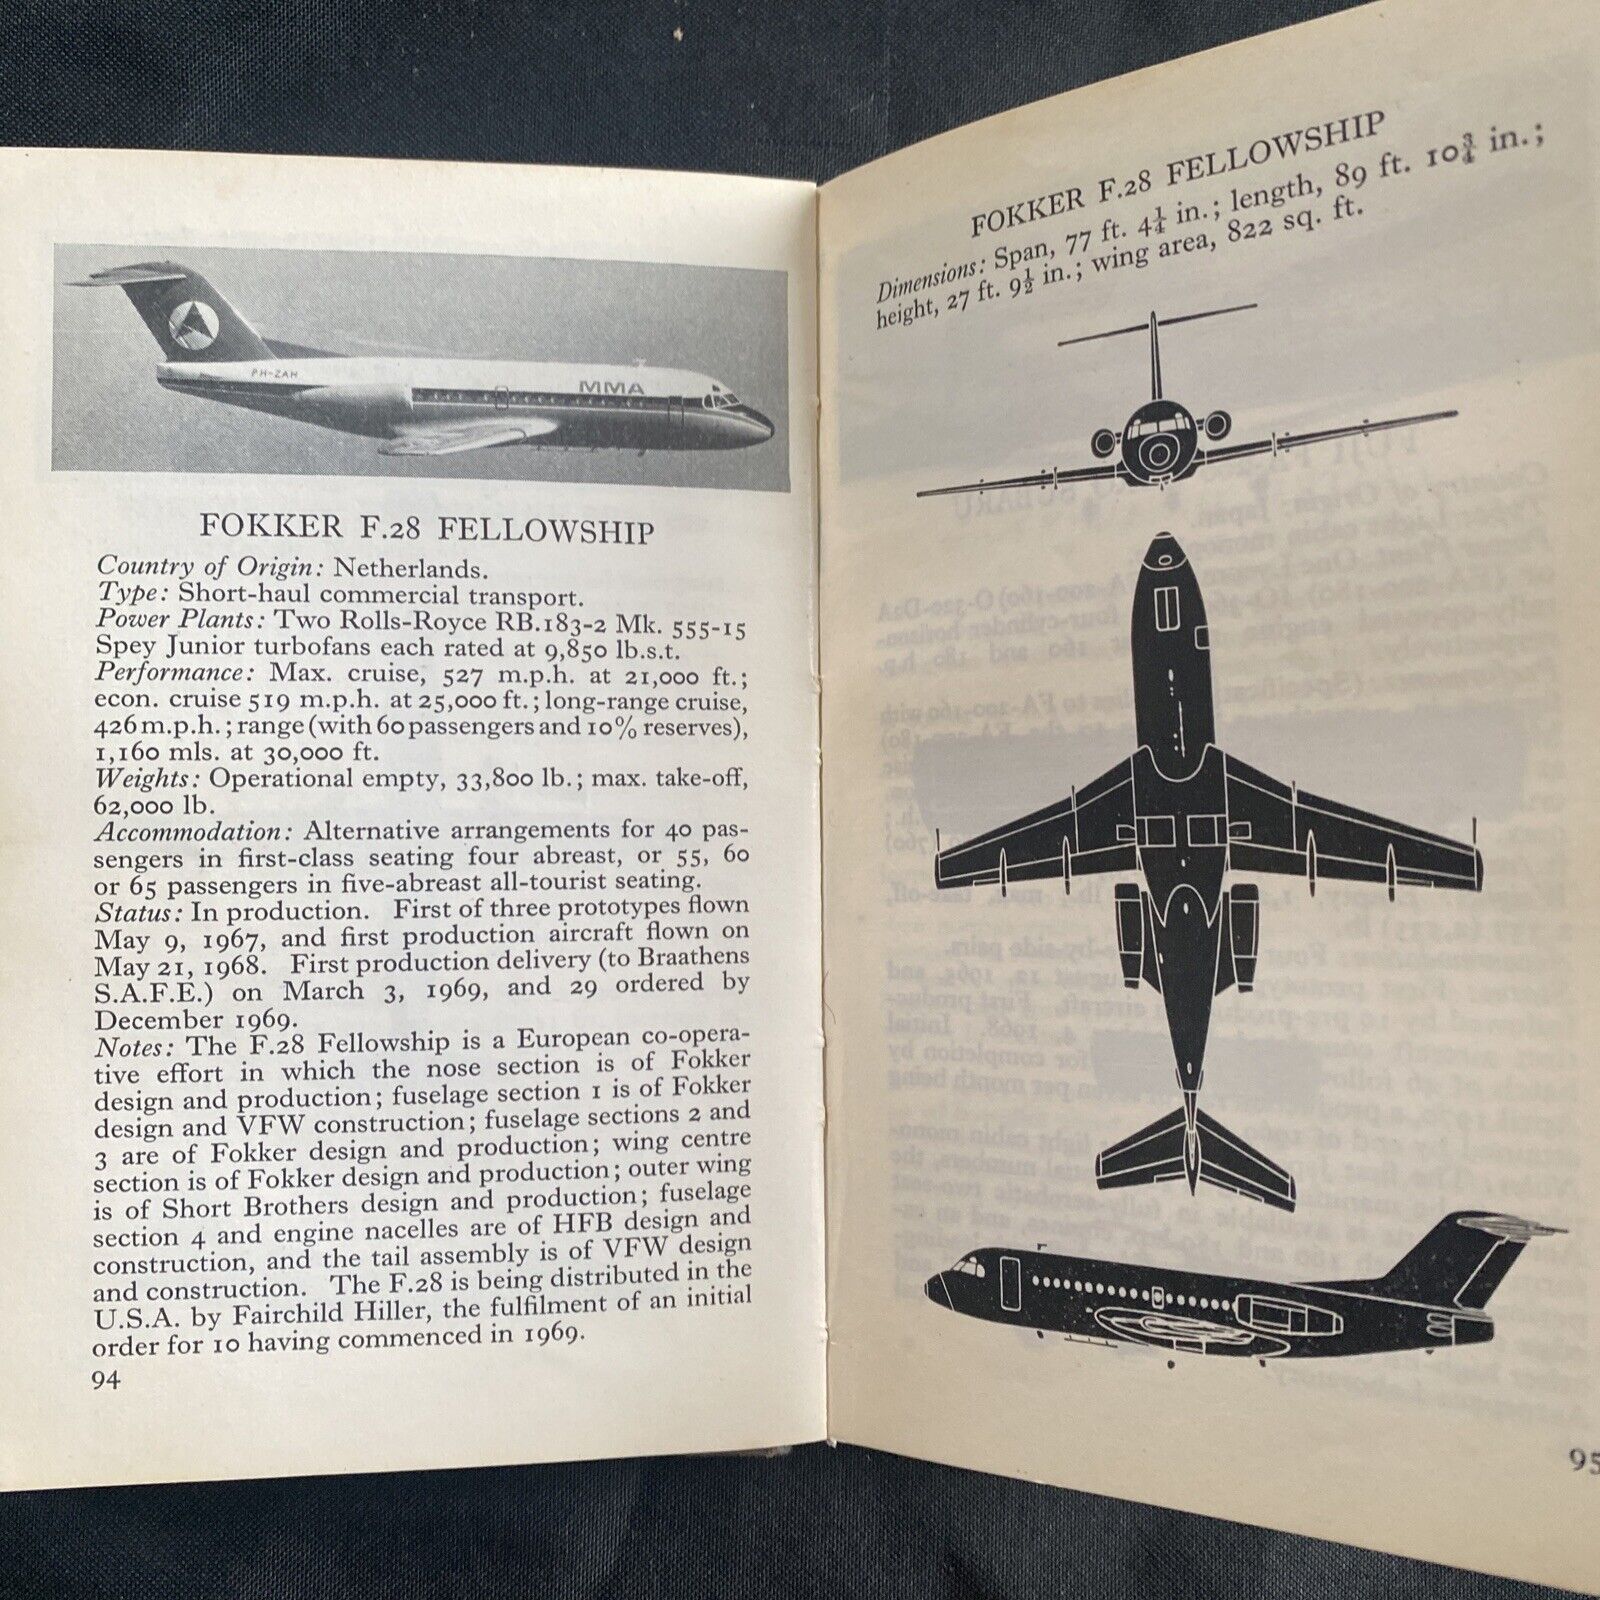 PH-ZAH
MMA
FOKKER F.28 FELLOWSHIP
Country of Origin: Netherlands.
Type: Short-haul commercial transport.
Power Plants: Two Rolls-Royce RB.183-2 Mk. 555-15
Spey Junior turbofans each rated at 9,850 lb.s.t.
Performance: Max. cruise, 527 m.p.h. at 21,000 ft.;
econ. cruise 519 m.p.h. at 25,000 ft.; long-range cruise,
426 m.p.h.; range (with 60 passengers and 10% reserves),
1,160 mls. at 30,000 ft.
Weights: Operational empty, 33,800 lb.; max. take-off,
62,000 lb.
Accommodation: Alternative arrangements for 40 pas-
sengers in first-class seating four abreast, or 55, 60
or 65 passengers in five-abreast all-tourist seating.
Status: In production. First of three prototypes flown
May 9, 1967, and first production aircraft flown on
May 21, 1968. First production delivery (to Braathens
S.A.F.E.) on March 3, 1969, and 29 ordered by
December 1969.
Notes: The F.28 Fellowship is a European co-opera-
tive effort in which the nose section is of Fokker
design and production; fuselage section 1 is of Fokker
design and VFW construction; fuselage sections 2 and
3 are of Fokker design and production; wing centre
section is of Fokker design and production; outer wing
is of Short Brothers design and production; fuselage
section 4 and engine nacelles are of HFB design and
construction, and the tail assembly is of VFW design
and construction. The F.28 is being distributed in the
U.S.A. by Fairchild Hiller, the fulfilment of an initial
order for 10 having commenced in 1969.
94
FOKKER F.28 FELLOWSHIP
Dimensions: Span, 77 ft. 4¼ in.; length, 89 ft. 10¾ in.;
height, 27 ft. 9½ in.; wing area, 822 sq. ft.
95